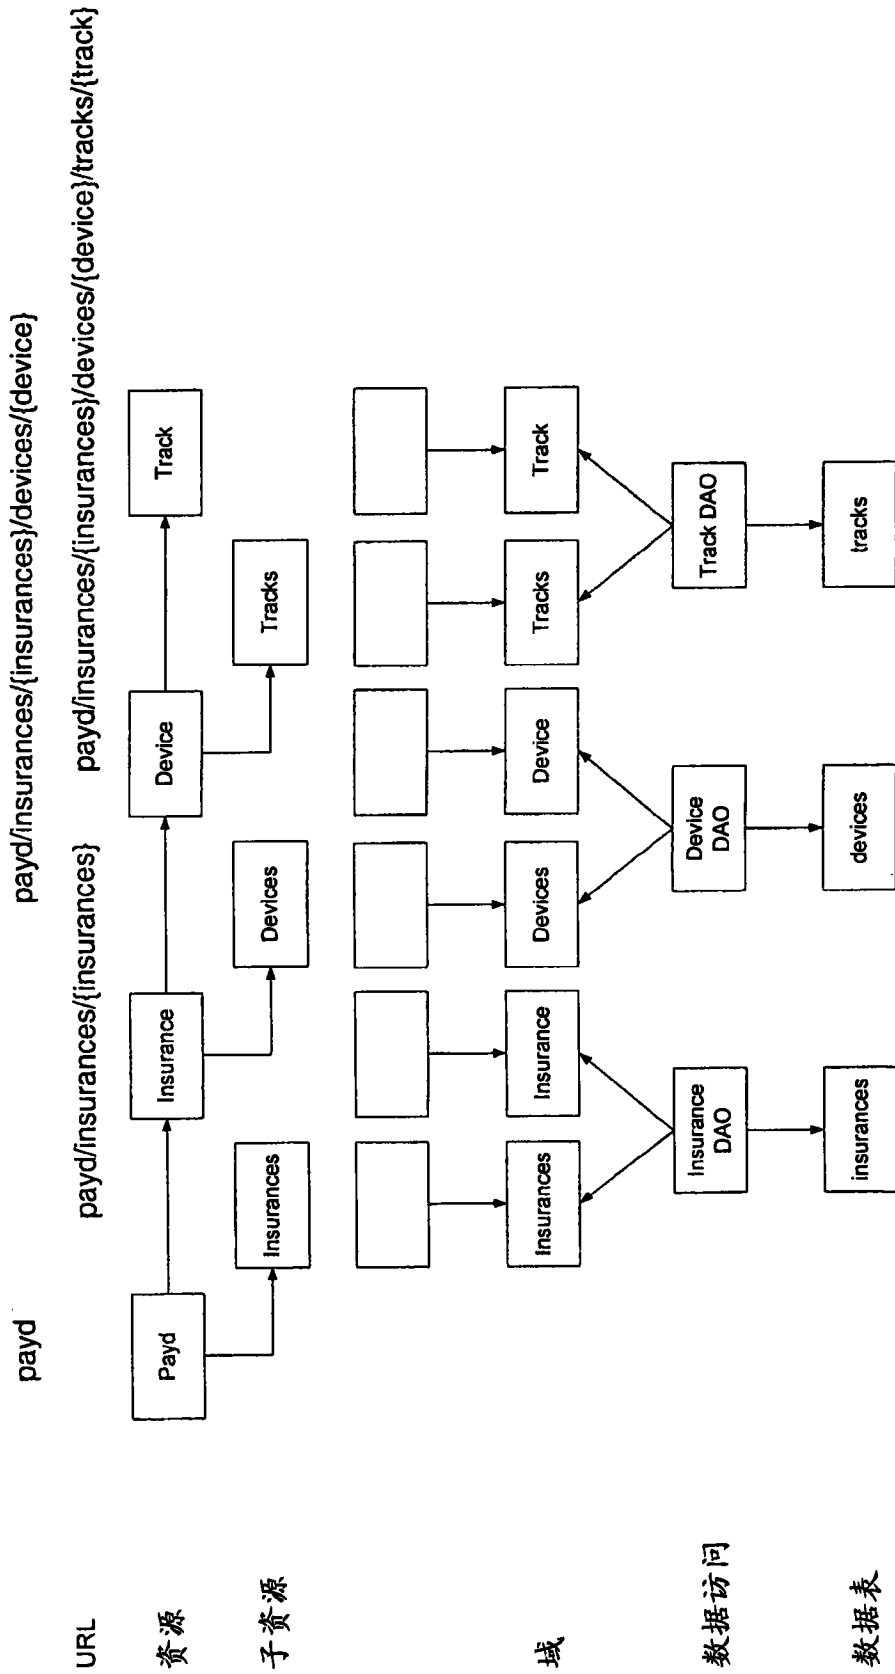 payd
payd/insurances/{insurances}/devices/{device}
URL
payd/insurances/{insurances}
payd/insurances/{insurances}/devices/{device}/tracks/{track}
资源
Payd
Insurance
Device
Track
子资源
Insurances
Devices
Tracks
域
Insurances
Insurance
Devices
Device
Tracks
Track
数据访问
Insurance
DAO
Device
DAO
Track DAO
数据表
insurances
devices
tracks